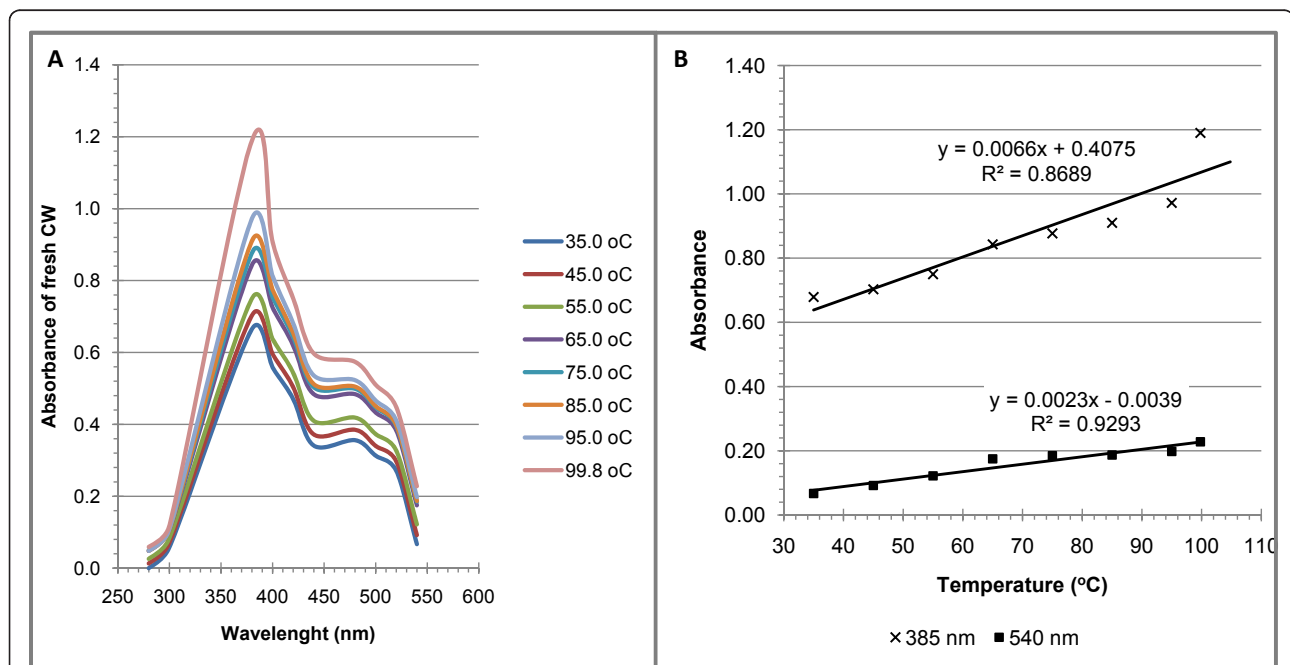 A
1.4
1.2
1.0
0.8
0.6
0.4
0.2
0.0
Absorbance of fresh CW
250 300 350 400 450 500 550 600
Wavelenght (nm)
35.0 oC
45.0 oC
55.0 oC
65.0 oC
75.0 oC
85.0 oC
95.0 oC
99.8 oC
B
1.40
1.20
1.00
0.80
0.60
0.40
0.20
0.00
Absorbance
y = 0.0066x + 0.4075
R² = 0.8689
y = 0.0023x - 0.0039
R² = 0.9293
30 40 50 60 70 80 90 100 110
Temperature (ºC)
385 nm 540 nm